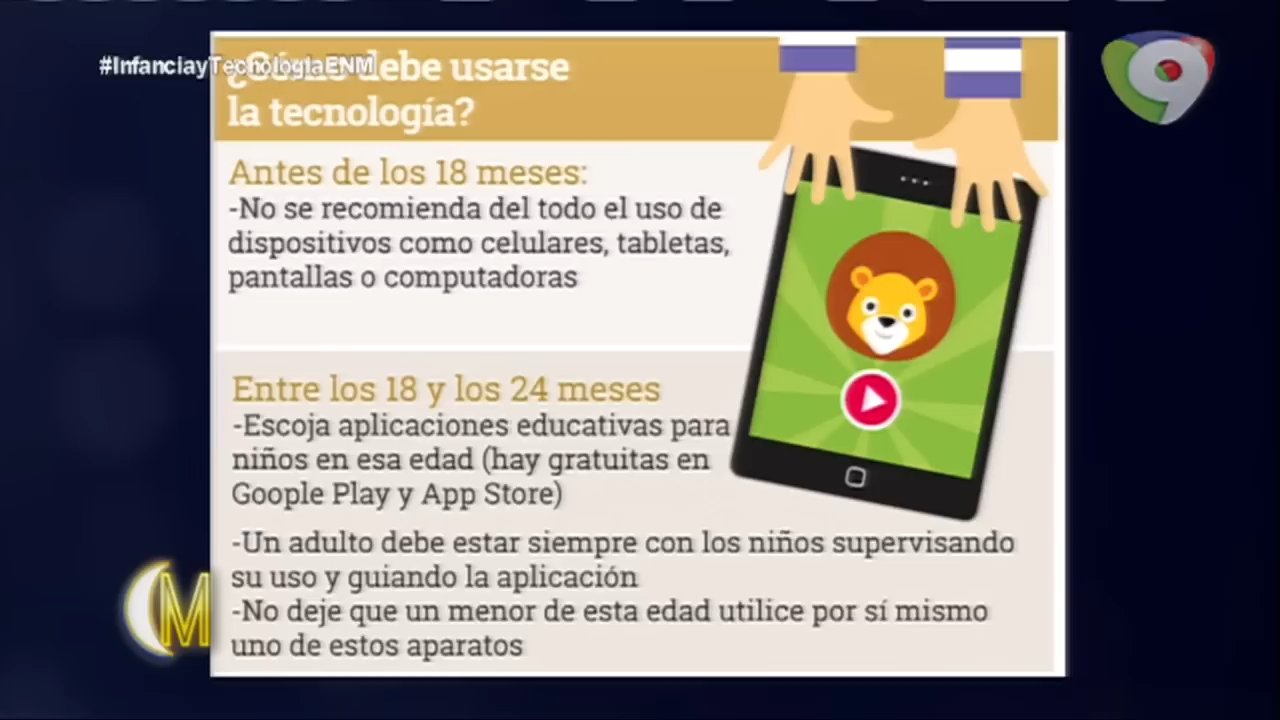 #InfanciayTecnologíaENM
¿Cómo debe usarse
la tecnología?
Antes de los 18 meses:
-No se recomienda del todo el uso de
dispositivos como celulares, tabletas,
pantallas o computadoras
Entre los 18 y los 24 meses
-Escoja aplicaciones educativas para
niños en esa edad (hay gratuitas en
Goople Play y App Store)
-Un adulto debe estar siempre con los niños supervisando
su uso y guiando la aplicación
-No deje que un menor de esta edad utilice por sí mismo
uno de estos aparatos
M
9